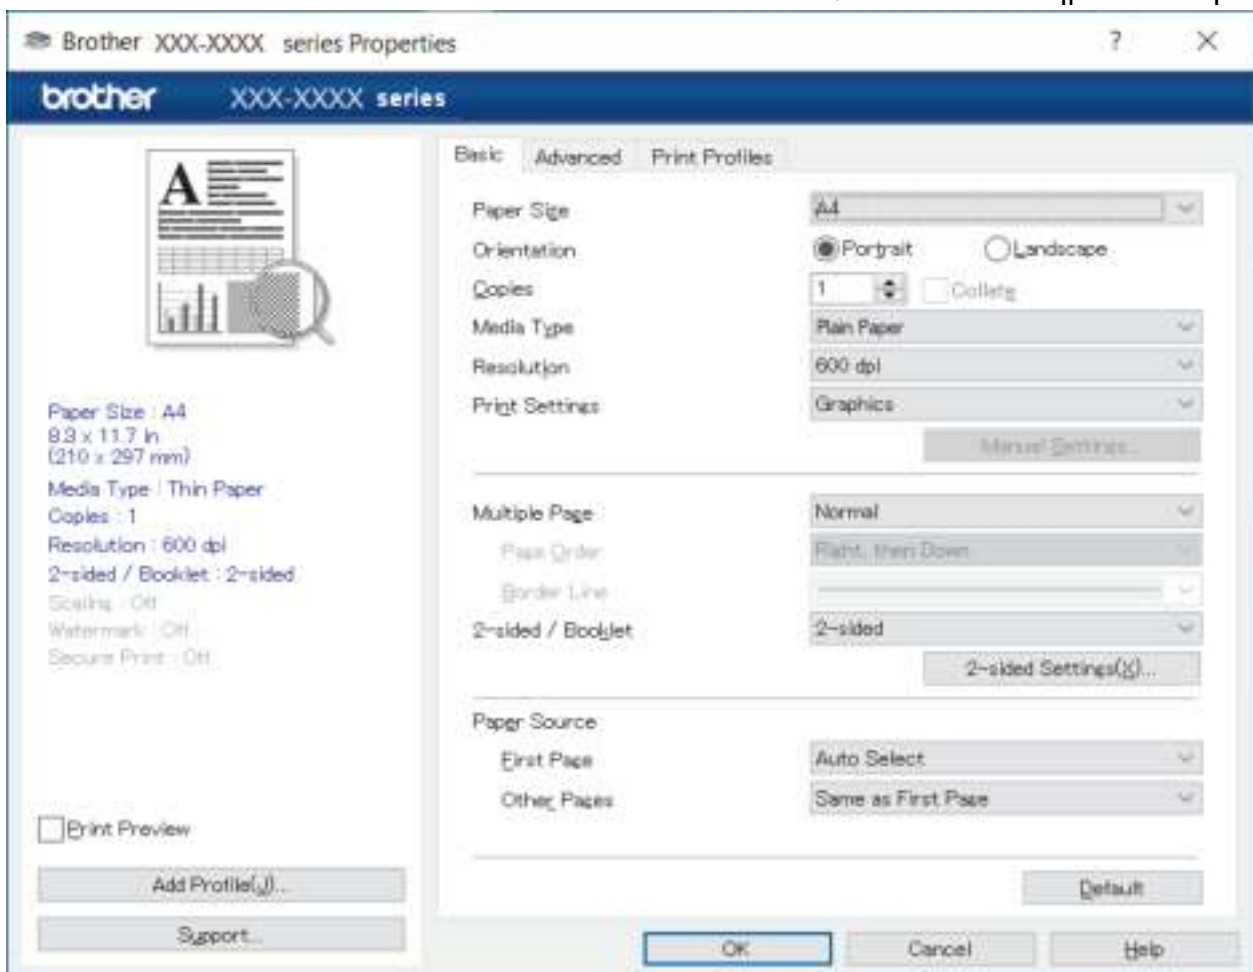 Brother XXX-XXXX series Properties ?
brother XXX-XXXX series
A
Paper Size : A4
8.3 x 11.7 in
(210 x 297 mm)
Media Type : Thin Paper
Copies : 1
Resolution : 600 dpi
2-sided / Booklet : 2-sided
Scaling : Off
Watermark : Off
Secure Print : Off
Print Preview
Add Profile(J)...
Support...
Basic Advanced Print Profiles
Paper Size A4
Orientation Portrait Landscape
Copies 1 Collate
Media Type Plain Paper
Resolution 600 dpi
Print Settings Graphics
Manual Settings...
Multiple Page Normal
Page Order Right, then Down
Border Line
2-sided / Booklet 2-sided
2-sided Settings(X)...
Paper Source
First Page Auto Select
Other Pages Same as First Page
Default
OK Cancel Help